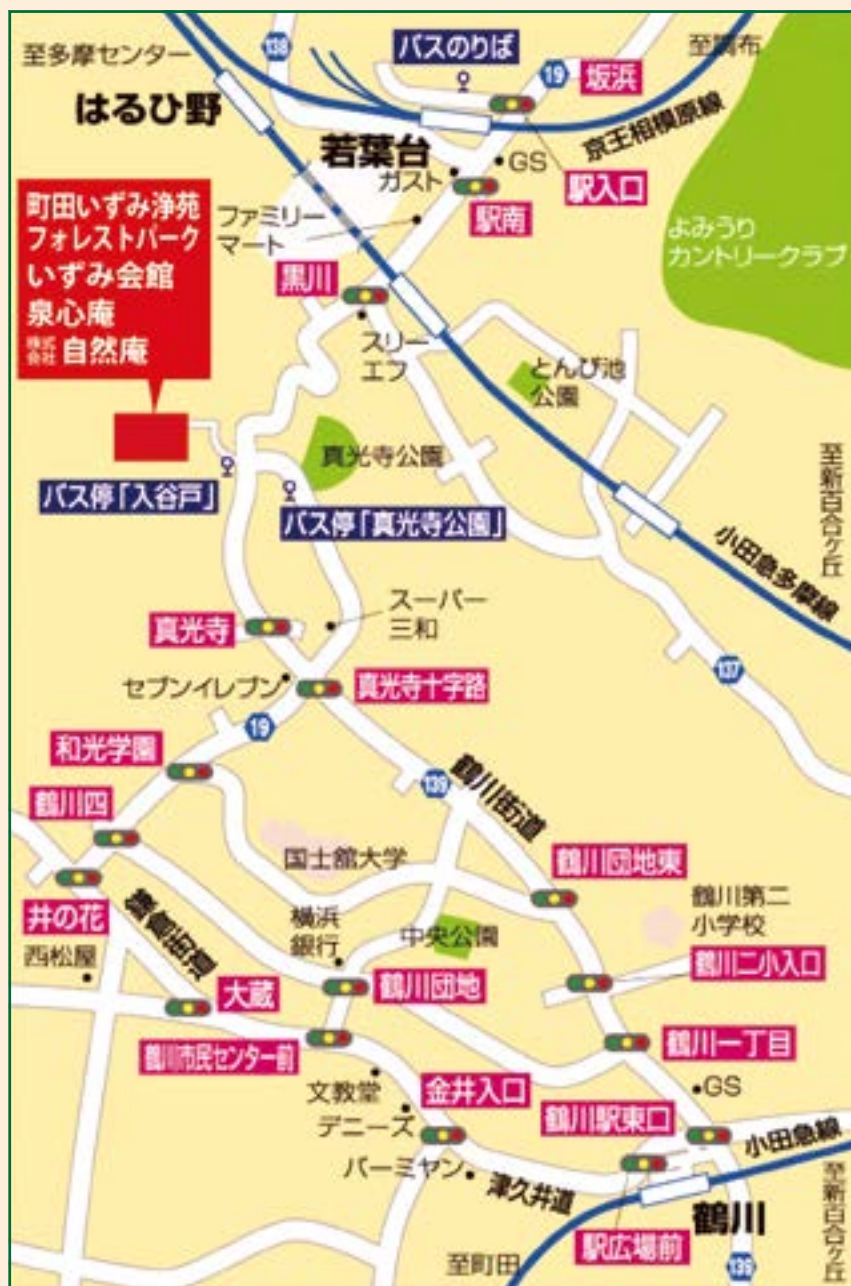 至多摩センター
138
バスのりば
19
坂浜
至調布
はるひ野
京王相模原線
若葉台
GS
ガスト
駅入口
駅南
町田いずみ浄苑
フォレストパーク
いずみ会館
泉心庵
株式
会社 自然庵
ファミリー
マート
よみうり
カントリークラブ
黒川
スリー
エフ
とんび池
公園
真光寺公園
至新百合ヶ丘
バス停「入谷戸」
バス停「真光寺公園」
小田急多摩線
スーパー
三和
真光寺
137
セブンイレブン
真光寺十字路
19
和光学園
139
鶴川街道
鶴川四
国士館大学
鶴川団地東
鶴川第二
小学校
井の花
鎌倉街道
横浜
銀行
中央公園
西松屋
鶴川二小入口
大蔵
鶴川団地
鶴川市民センター前
鶴川一丁目
文教堂
金井入口
GS
デニーズ
鶴川駅東口
小田急線
バーミヤン
津久井道
至新百合ヶ丘
鶴川
駅広場前
至町田
139